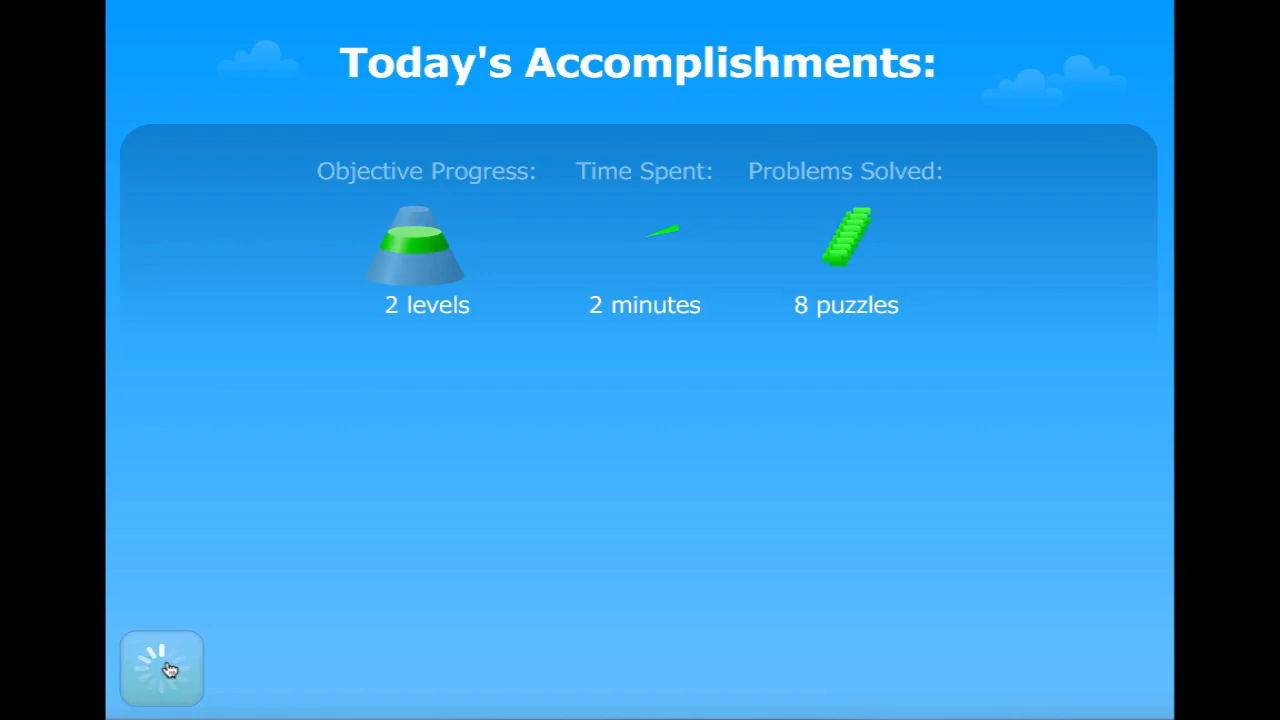 Today's Accomplishments:
Objective Progress: Time Spent: Problems Solved:
2 levels 2 minutes 8 puzzles